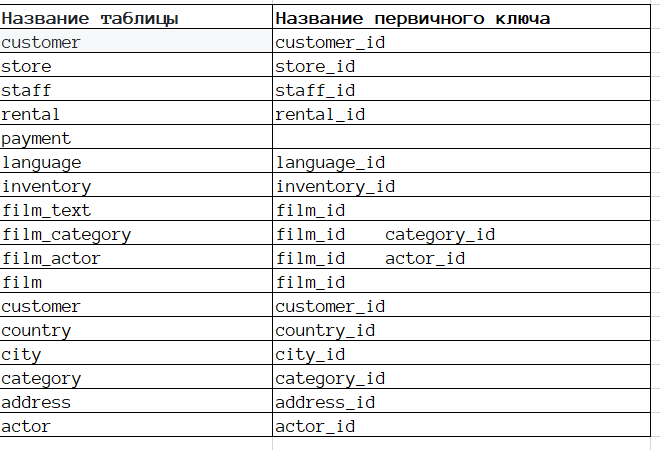 Название таблицы Название первичного ключа
customer customer_id
store store_id
staff staff_id
rental rental_id
payment
language language_id
inventory inventory_id
film_text film_id
film_category film_id category_id
film_actor film_id actor_id
film film_id
customer customer_id
country country_id
city city_id
category category_id
address address_id
actor actor_id